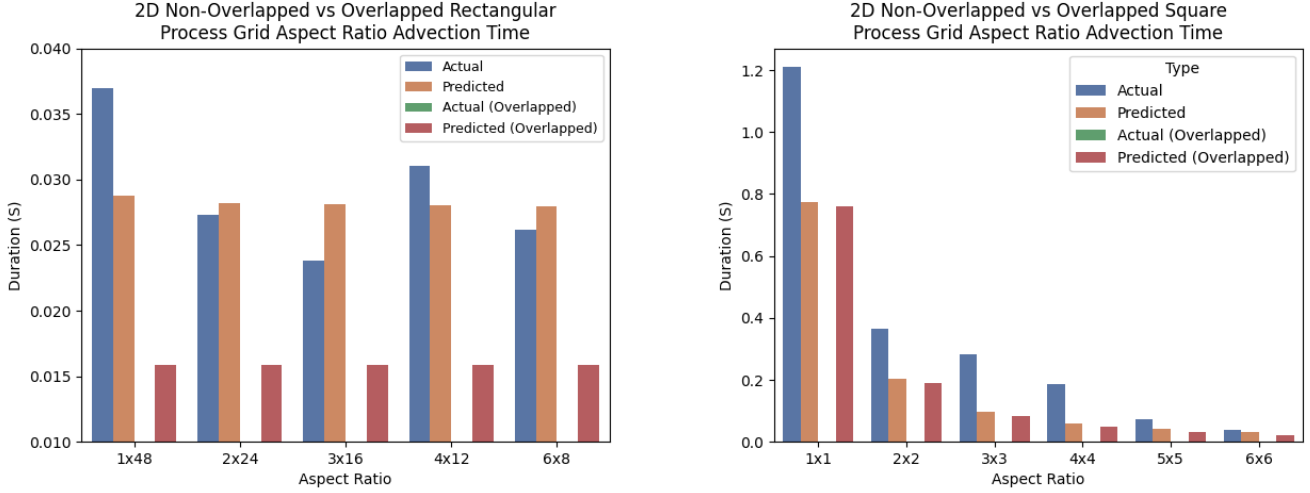 2D Non-Overlapped vs Overlapped Rectangular
Process Grid Aspect Ratio Advection Time
0.040
0.035
0.030
0.025
0.020
0.015
0.010
Duration (S)
Actual
Predicted
Actual (Overlapped)
Predicted (Overlapped)
1x48 2x24 3x16 4x12 6x8
Aspect Ratio
2D Non-Overlapped vs Overlapped Square
Process Grid Aspect Ratio Advection Time
1.2
1.0
0.8
0.6
0.4
0.2
0.0
Duration (S)
Type
Actual
Predicted
Actual (Overlapped)
Predicted (Overlapped)
1x1 2x2 3x3 4x4 5x5 6x6
Aspect Ratio